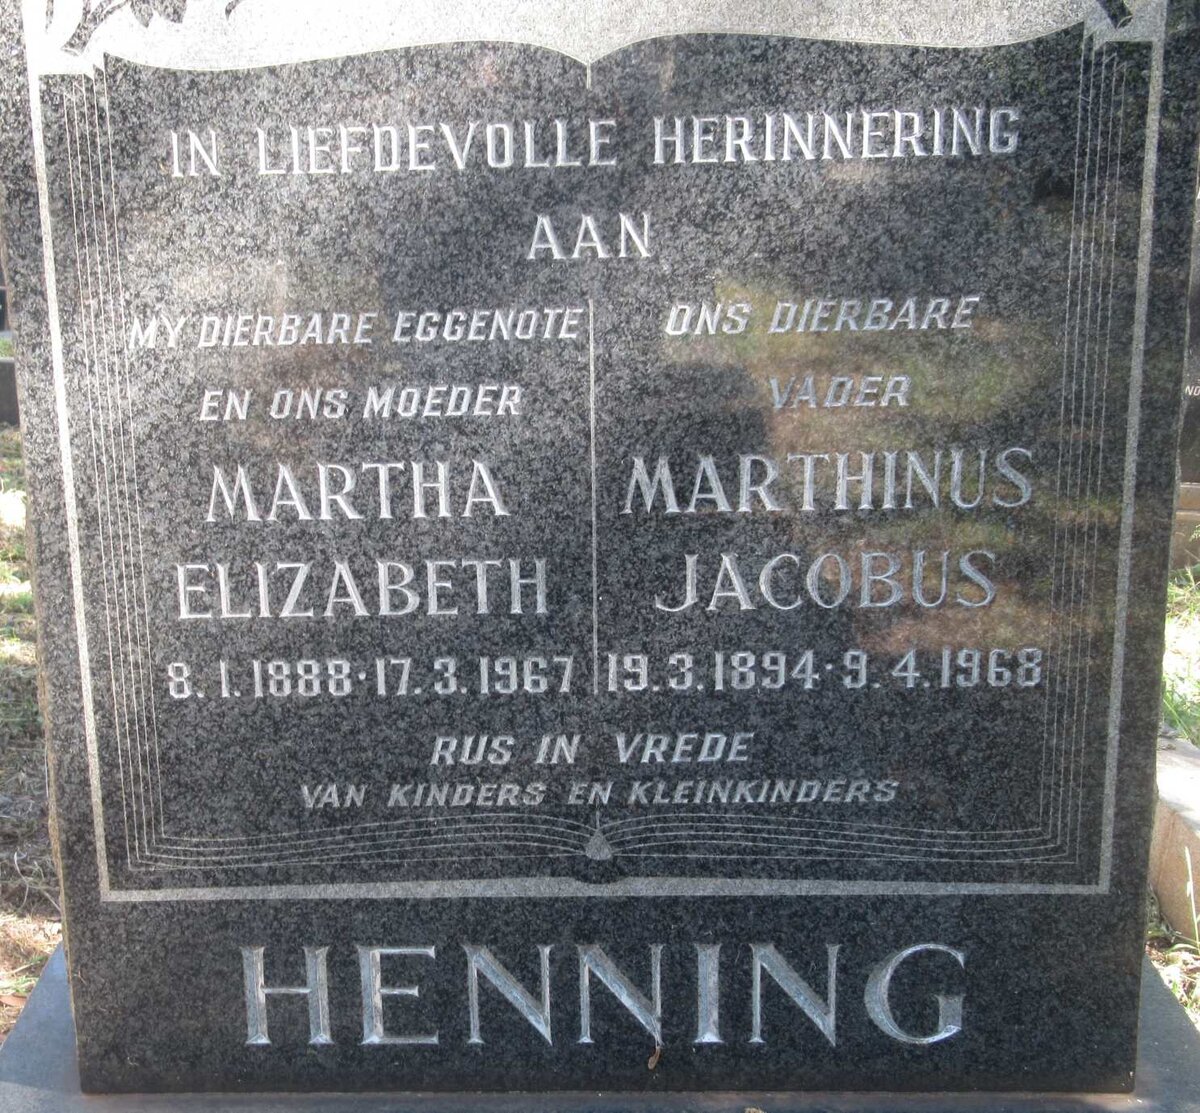 IN LIEFDEVOLLE HERINNERING
AAN
MY DIERBARE EGGENOTE
EN ONS MOEDER
MARTHA
ELIZABETH
8.1.1888·17.3.1967
ONS DIERBARE
VADER
MARTHINUS
JACOBUS
19.3.1894·9.4.1968
RUS IN VREDE
VAN KINDERS EN KLEINKINDERS
HENNING